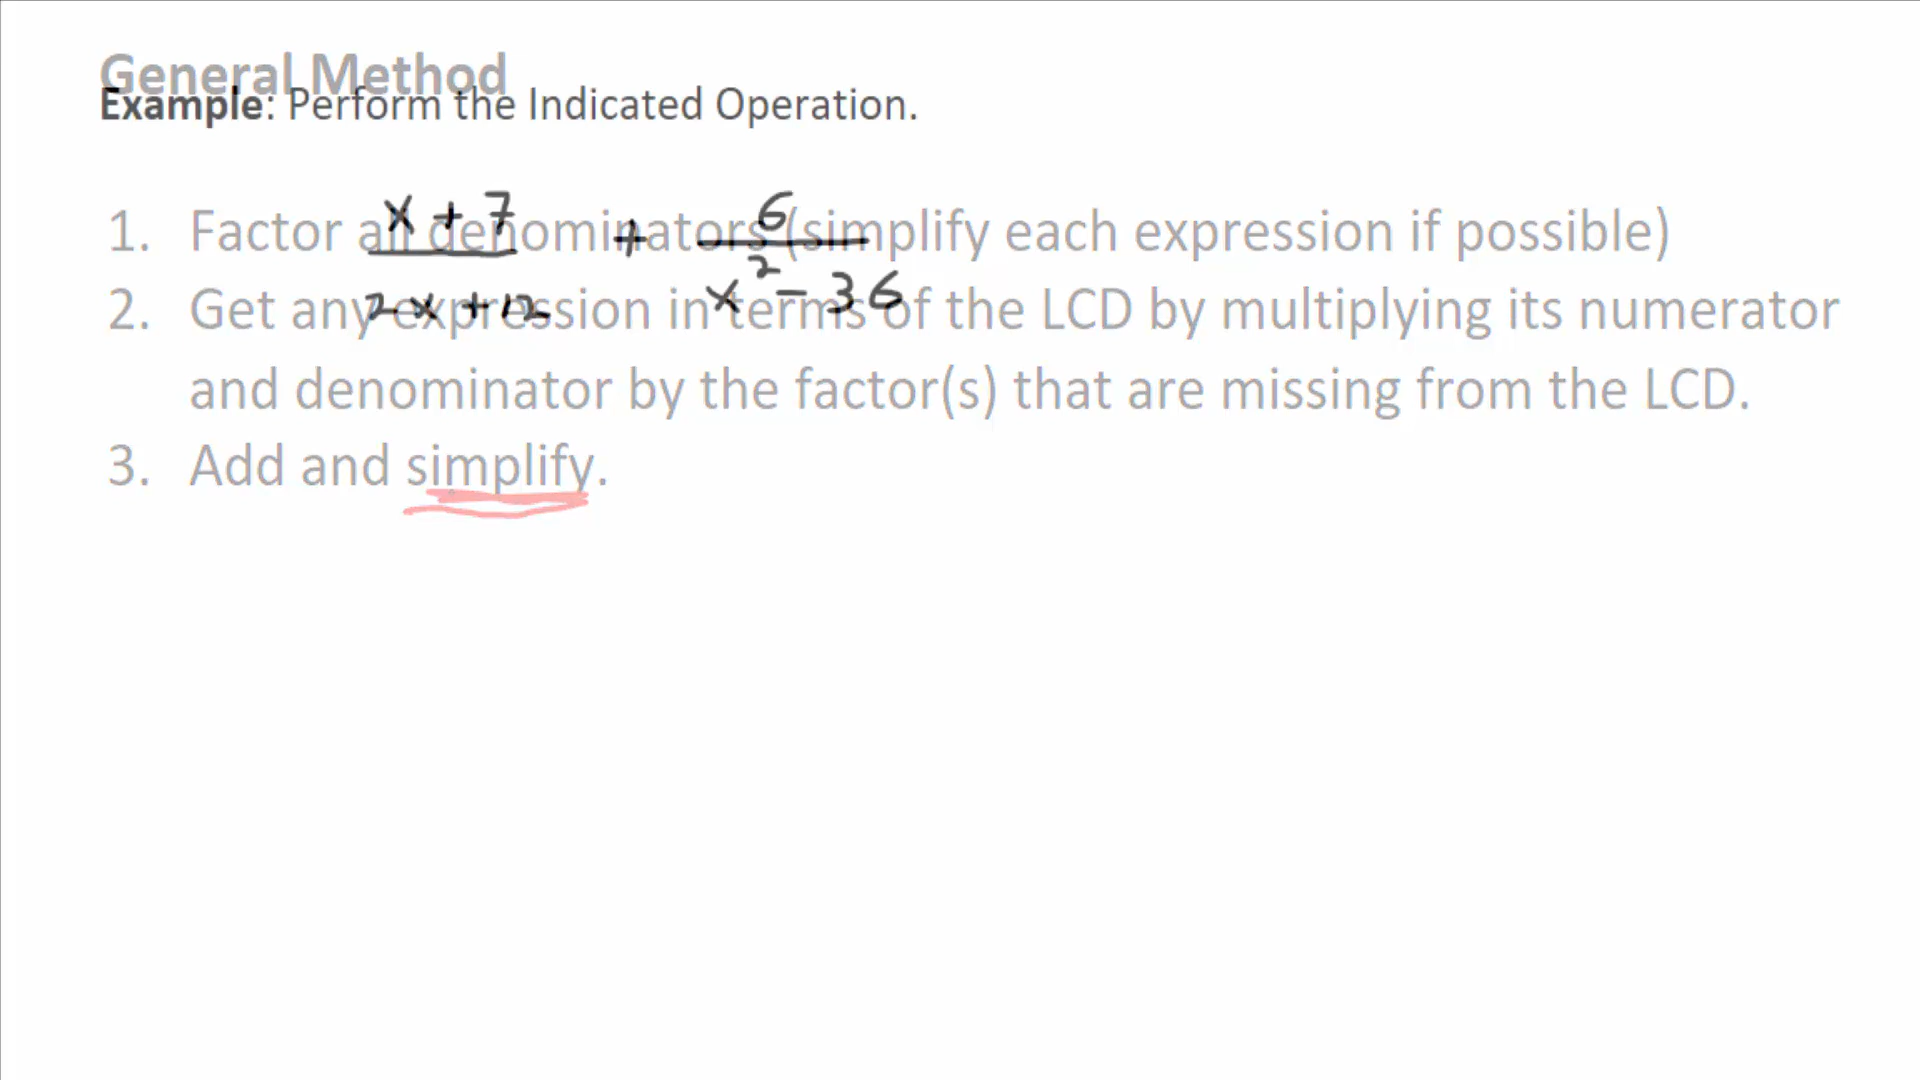 General Method
Example: Perform the Indicated Operation.
1. Factor all denominators (simplify each expression if possible)
x + 7 + 6
2x + 12 x² - 36
2. Get any expression in terms of the LCD by multiplying its numerator
and denominator by the factor(s) that are missing from the LCD.
3. Add and simplify.